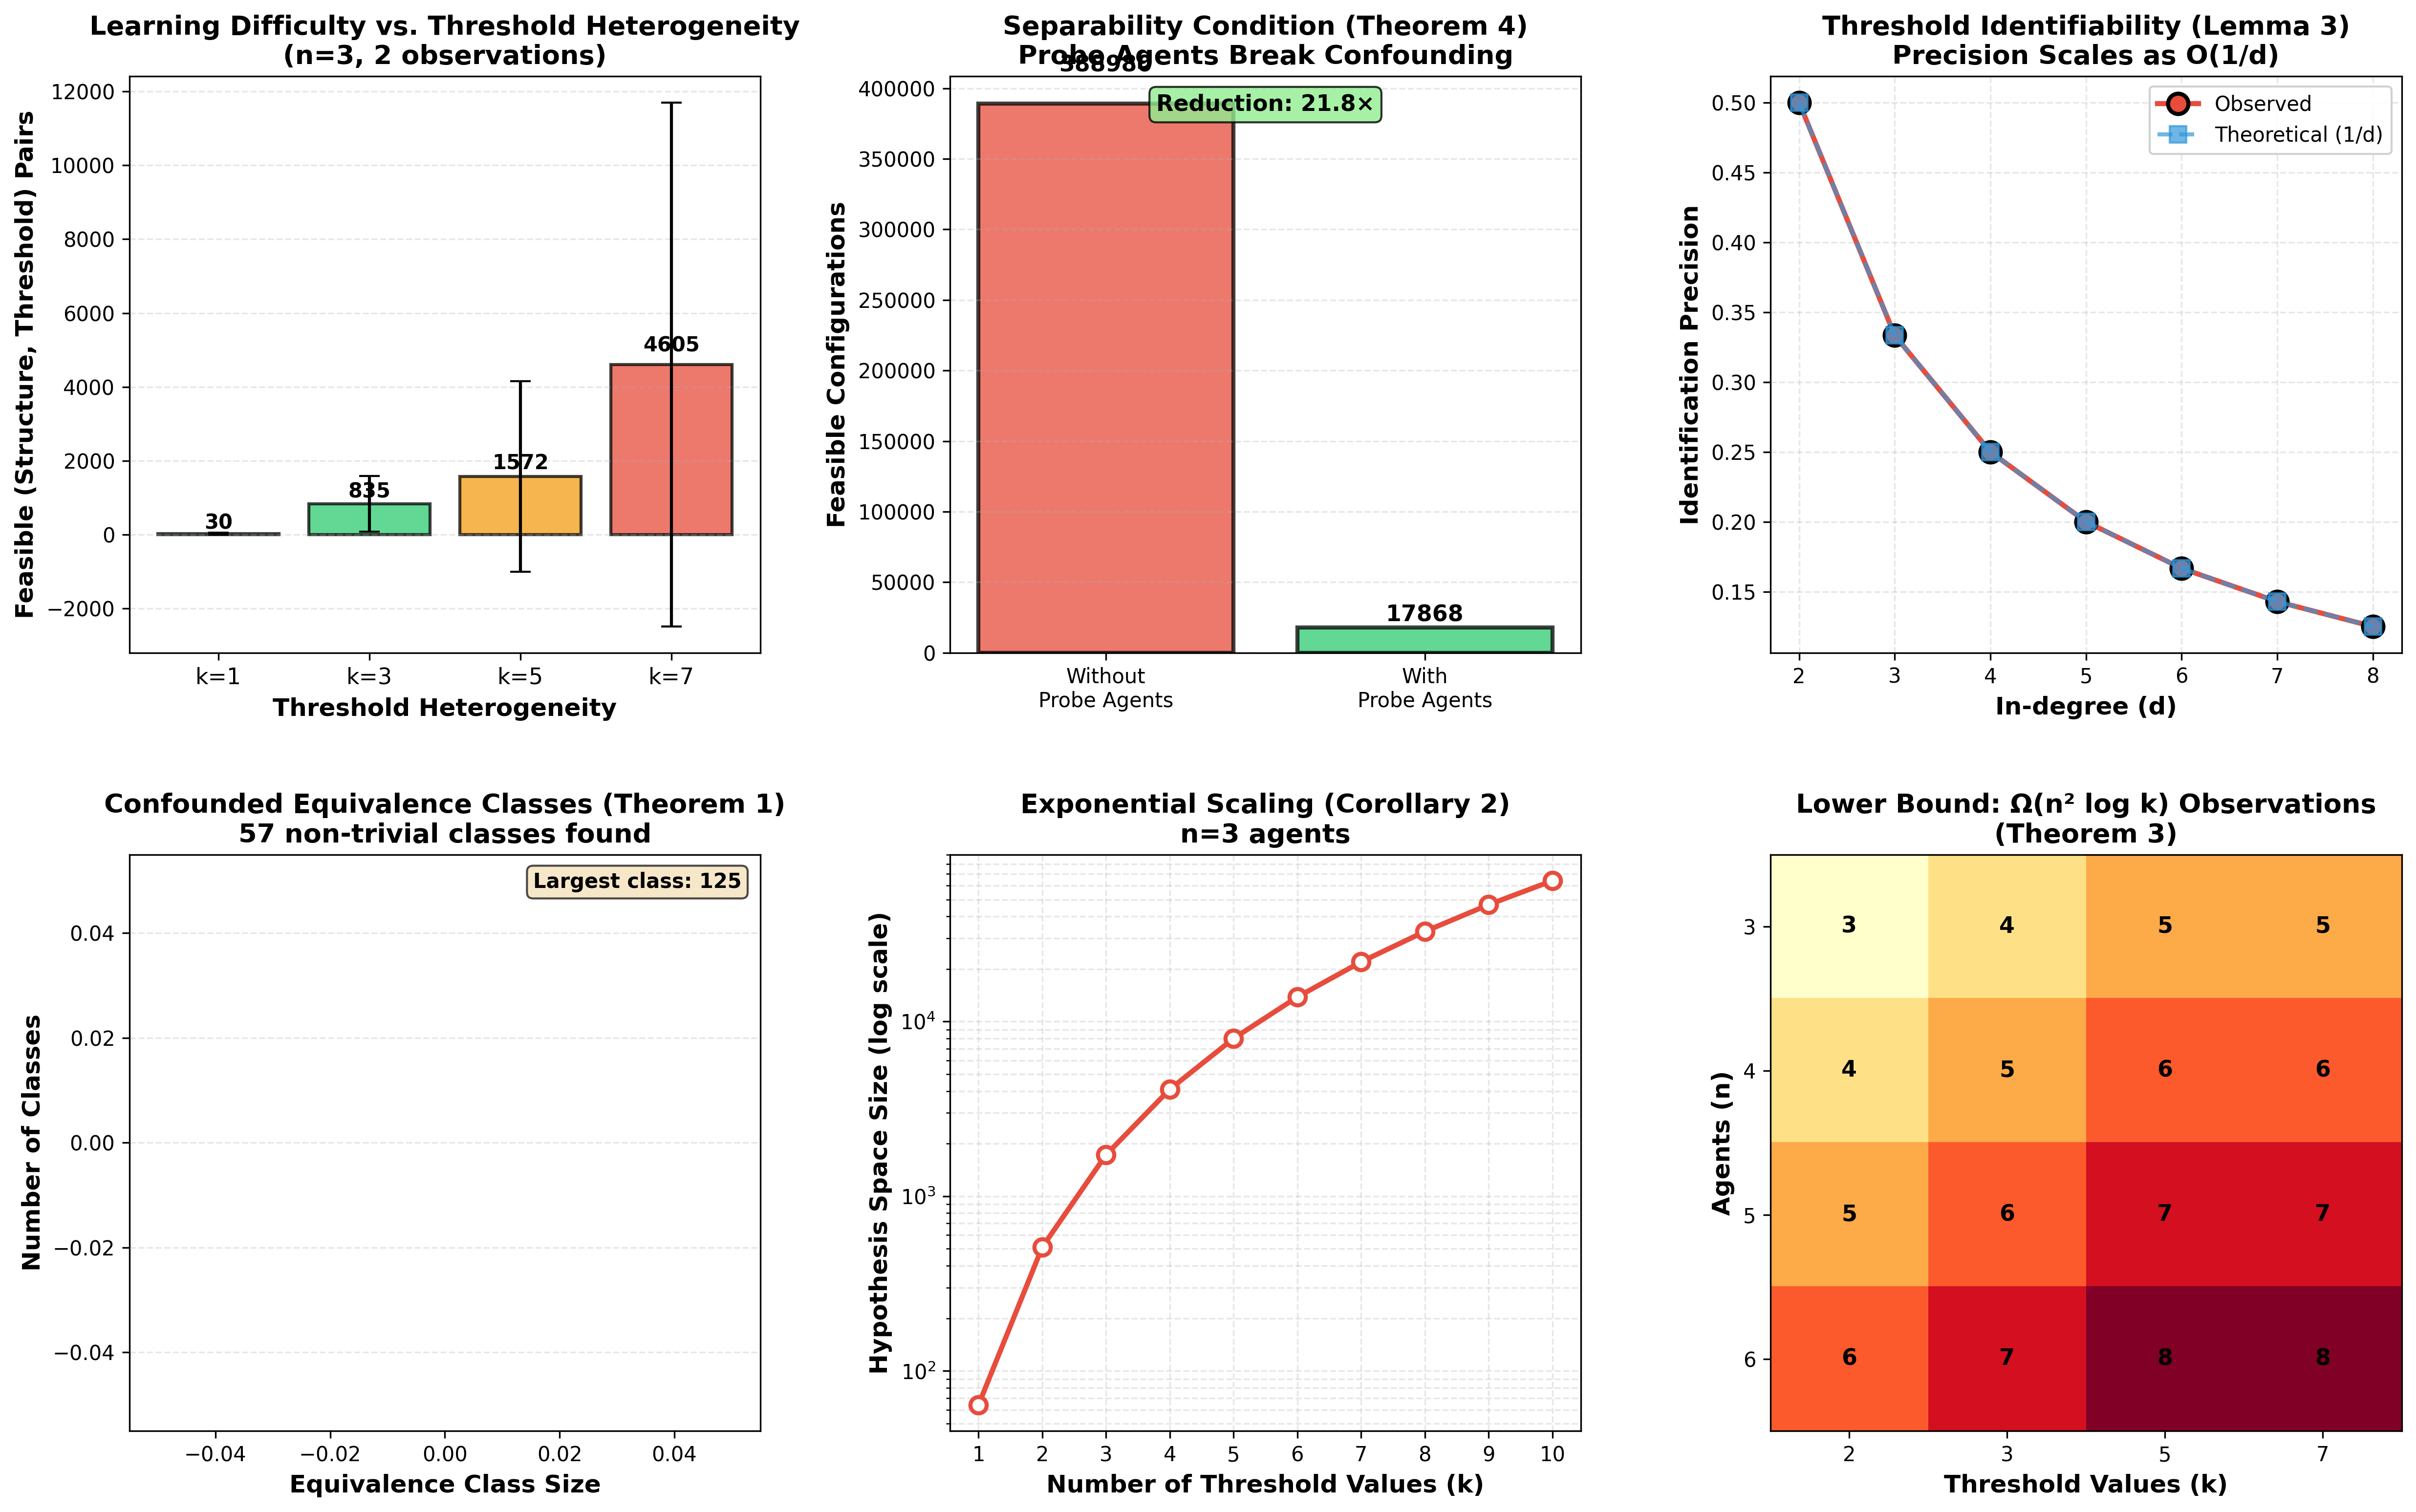 Learning Difficulty vs. Threshold Heterogeneity
(n=3, 2 observations)
Feasible (Structure, Threshold) Pairs
12000
10000
8000
6000
4000
2000
0
−2000
30
835
1572
4605
k=1
k=3
k=5
k=7
Threshold Heterogeneity
Separability Condition (Theorem 4)
Probe Agents Break Confounding
388980
Reduction: 21.8×
Feasible Configurations
400000
350000
300000
250000
200000
150000
100000
50000
0
17868
Without
Probe Agents
With
Probe Agents
Threshold Identifiability (Lemma 3)
Precision Scales as O(1/d)
Observed
Theoretical (1/d)
Identification Precision
0.50
0.45
0.40
0.35
0.30
0.25
0.20
0.15
2
3
4
5
6
7
8
In-degree (d)
Confounded Equivalence Classes (Theorem 1)
57 non-trivial classes found
Largest class: 125
Number of Classes
0.04
0.02
0.00
−0.02
−0.04
−0.04
−0.02
0.00
0.02
0.04
Equivalence Class Size
Exponential Scaling (Corollary 2)
n=3 agents
Hypothesis Space Size (log scale)
10⁴
10³
10²
1
2
3
4
5
6
7
8
9
10
Number of Threshold Values (k)
Lower Bound: Ω(n² log k) Observations
(Theorem 3)
Agents (n)
3
4
5
6
3 4 5 5
4 5 6 6
5 6 7 7
6 7 8 8
2
3
5
7
Threshold Values (k)